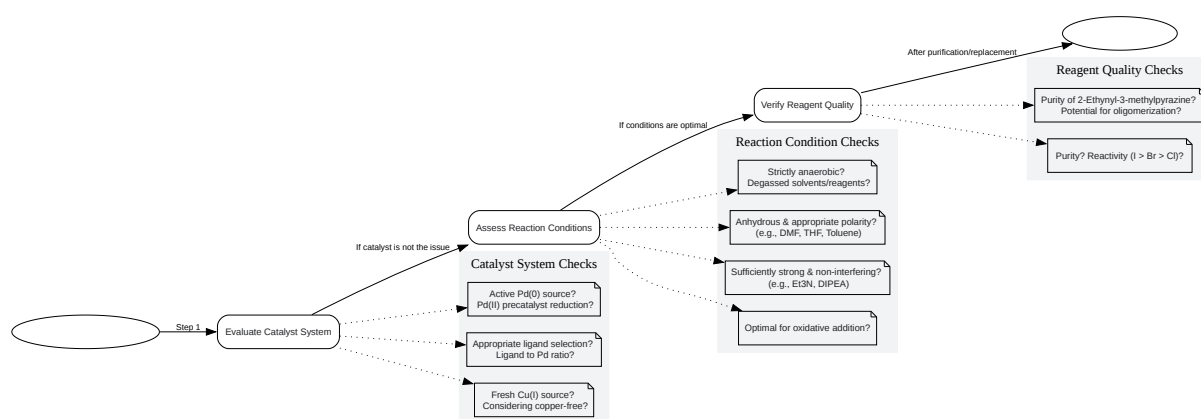 Step 1
Evaluate Catalyst System
If catalyst is not the issue
Catalyst System Checks
Active Pd(0) source?
Pd(II) precatalyst reduction?
Appropriate ligand selection?
Ligand to Pd ratio?
Fresh Cu(I) source?
Considering copper-free?
Assess Reaction Conditions
If conditions are optimal
Reaction Condition Checks
Strictly anaerobic?
Degassed solvents/reagents?
Anhydrous & appropriate polarity?
(e.g., DMF, THF, Toluene)
Sufficiently strong & non-interfering?
(e.g., Et3N, DIPEA)
Optimal for oxidative addition?
Verify Reagent Quality
After purification/replacement
Reagent Quality Checks
Purity of 2-Ethynyl-3-methylpyrazine?
Potential for oligomerization?
Purity? Reactivity (I > Br > Cl)?